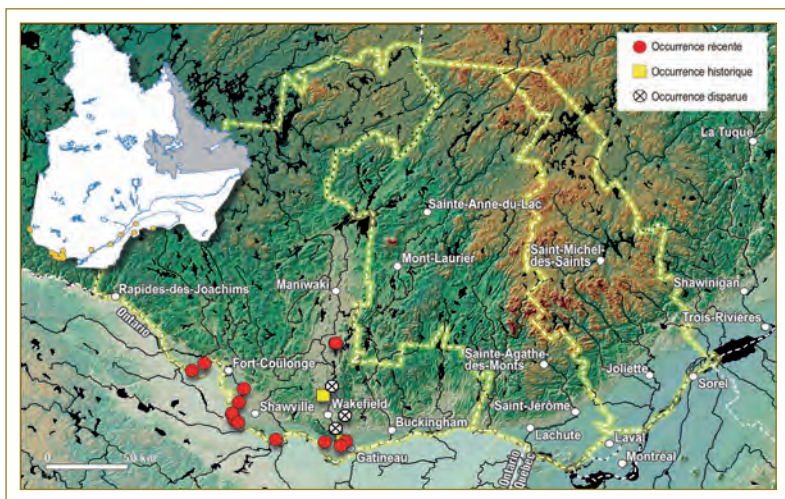 Occurrence récente
Occurrence historique
Occurrence disparue
La Tuque
Sainte-Anne-du-Lac
Mont-Laurier
Saint-Michel-
des-Saints
Rapides-des-Joachims
Maniwaki
Shawinigan
Trois-Rivières
Ontario
Fort-Coulonge
Sainte-Agathe-
des-Monts
Joliette
Sorel
Shawville
Wakefield
Saint-Jérôme
Buckingham
Lachute
Laval
Gatineau
Montréal
Ontario
Québec
0 50 km